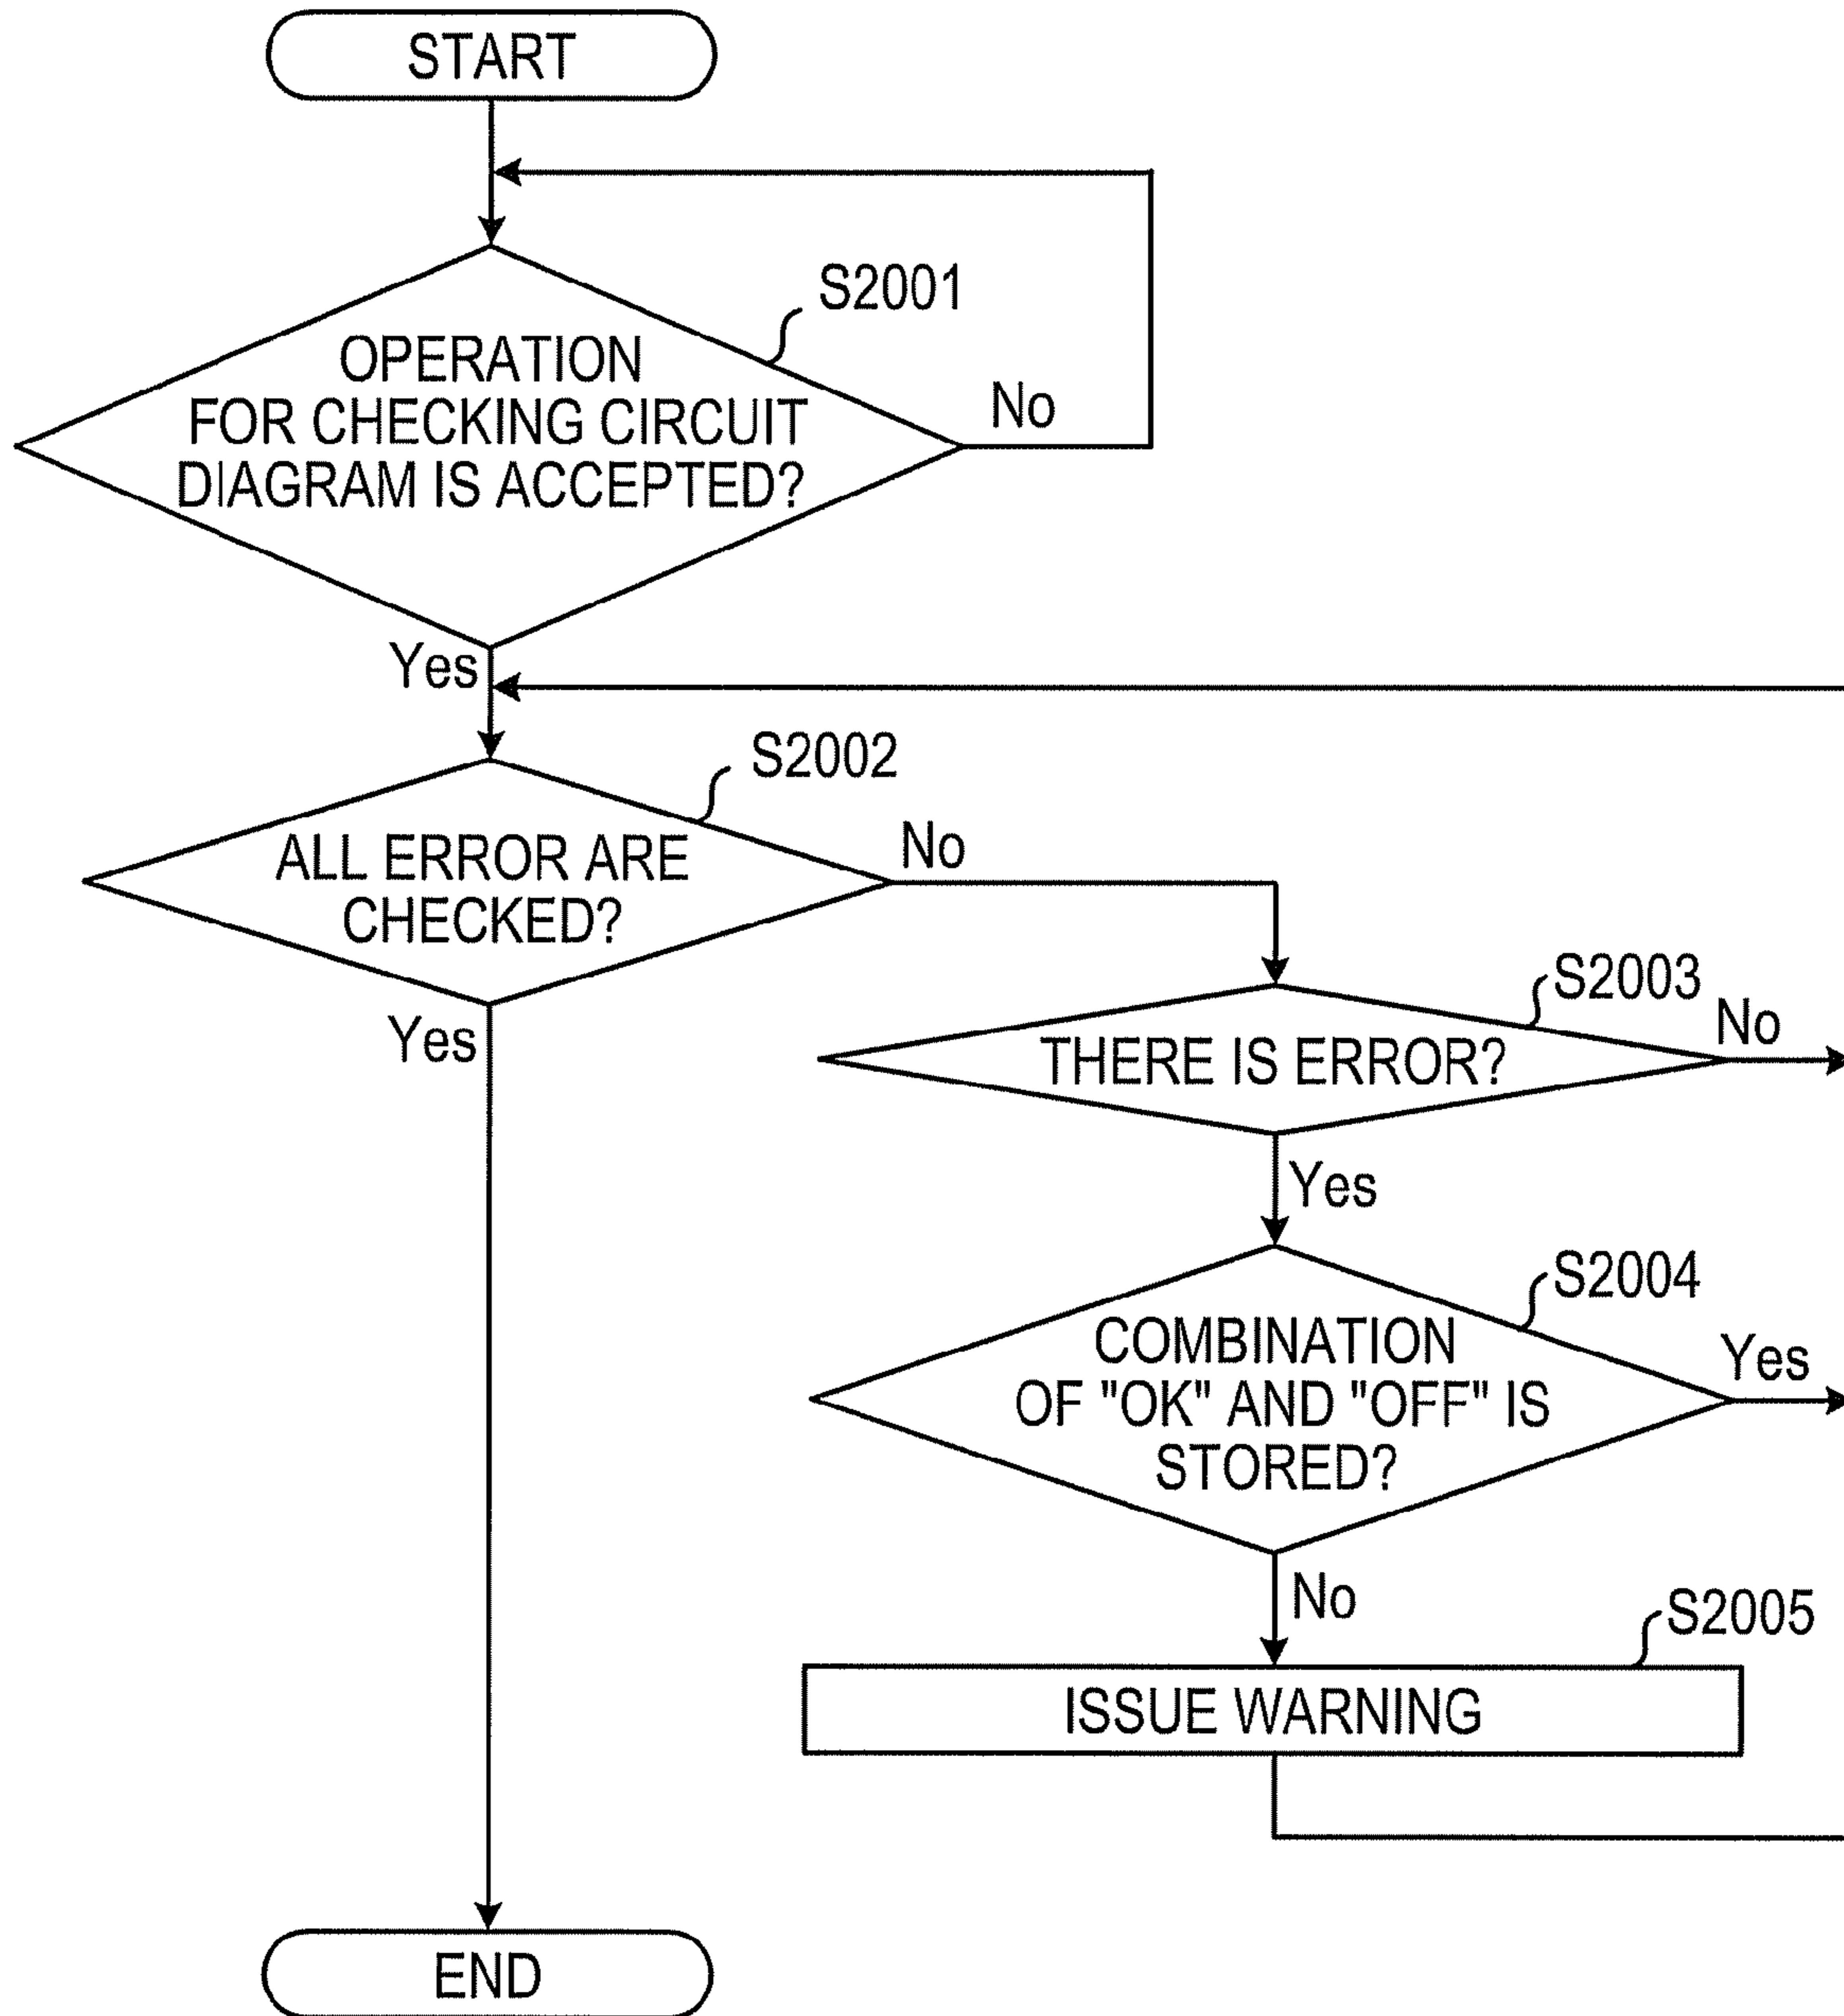 START
S2001
OPERATION
FOR CHECKING CIRCUIT
DIAGRAM IS ACCEPTED?
No
Yes
S2002
ALL ERROR ARE
CHECKED?
No
Yes
S2003
THERE IS ERROR?
No
Yes
S2004
COMBINATION
OF "OK" AND "OFF" IS
STORED?
Yes
No
S2005
ISSUE WARNING
END